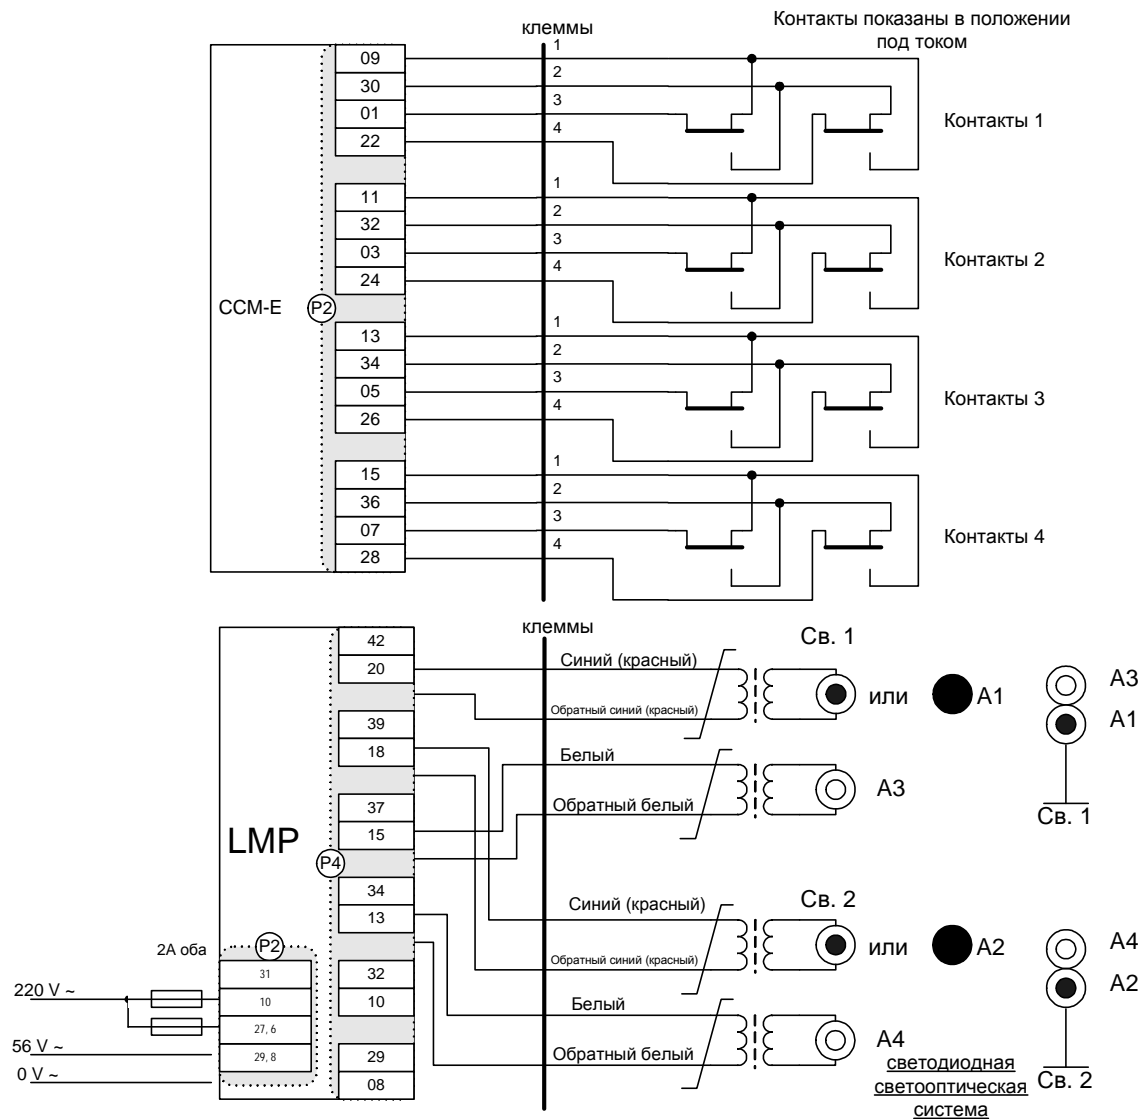 Контакты показаны в положении
под током
клеммы
CCM-E
P2
09
30
01
22
1
2
3
4
Контакты 1
11
32
03
24
1
2
3
4
Контакты 2
13
34
05
26
1
2
3
4
Контакты 3
15
36
07
28
1
2
3
4
Контакты 4
клеммы
LMP
P4
42
20
39
18
37
15
34
13
32
10
29
08
Синий (красный)
Обратный синий (красный)
Св. 1
или
A1
A3
A1
Св. 1
Белый
Обратный белый
A3
Синий (красный)
Обратный синий (красный)
Св. 2
или
A2
A4
A2
Св. 2
Белый
Обратный белый
A4
светодиодная
светооптическая
система
2А оба
P2
31
10
27, 6
29, 8
220 V ~
56 V ~
0 V ~